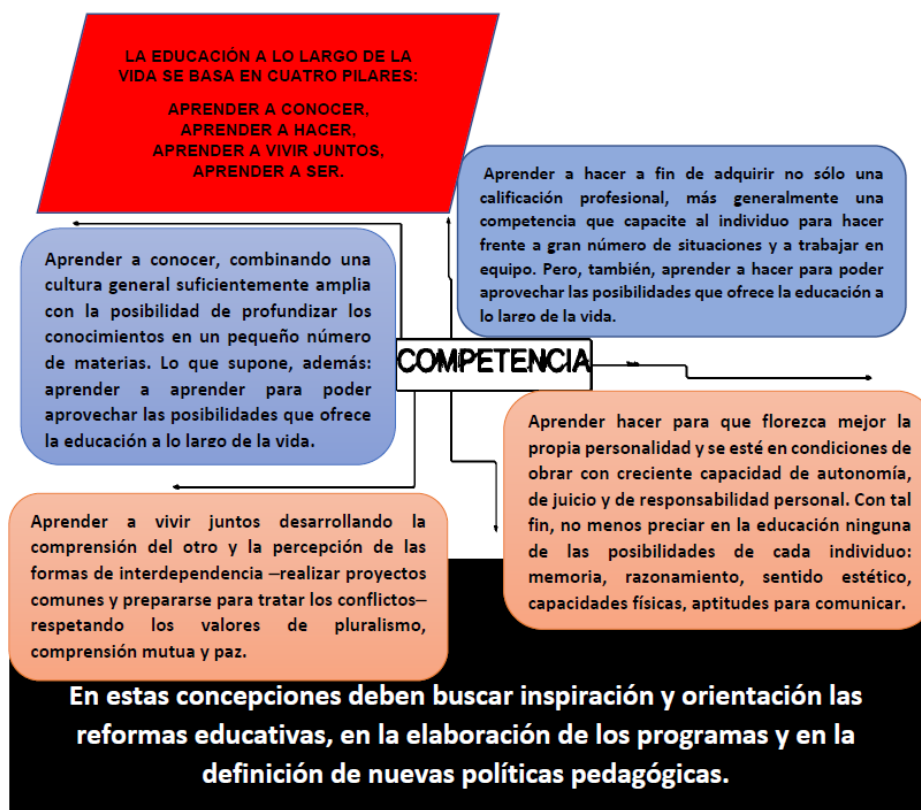 LA EDUCACIÓN A LO LARGO DE LA
VIDA SE BASA EN CUATRO PILARES:
APRENDER A CONOCER,
APRENDER A HACER,
APRENDER A VIVIR JUNTOS,
APRENDER A SER.
Aprender a hacer a fin de adquirir no sólo una
calificación profesional, más generalmente una
competencia que capacite al individuo para hacer
frente a gran número de situaciones y a trabajar en
equipo. Pero, también, aprender a hacer para poder
aprovechar las posibilidades que ofrece la educación a
lo largo de la vida.
Aprender a conocer, combinando una
cultura general suficientemente amplia
con la posibilidad de profundizar los
conocimientos en un pequeño número
de materias. Lo que supone, además:
aprender a aprender para poder
aprovechar las posibilidades que ofrece
la educación a lo largo de la vida.
COMPETENCIA
Aprender hacer para que florezca mejor la
propia personalidad y se esté en condiciones de
obrar con creciente capacidad de autonomía,
de juicio y de responsabilidad personal. Con tal
fin, no menos preciar en la educación ninguna
de las posibilidades de cada individuo:
memoria, razonamiento, sentido estético,
capacidades físicas, aptitudes para comunicar.
Aprender a vivir juntos desarrollando la
comprensión del otro y la percepción de las
formas de interdependencia –realizar proyectos
comunes y prepararse para tratar los conflictos–
respetando los valores de pluralismo,
comprensión mutua y paz.
En estas concepciones deben buscar inspiración y orientación las
reformas educativas, en la elaboración de los programas y en la
definición de nuevas políticas pedagógicas.